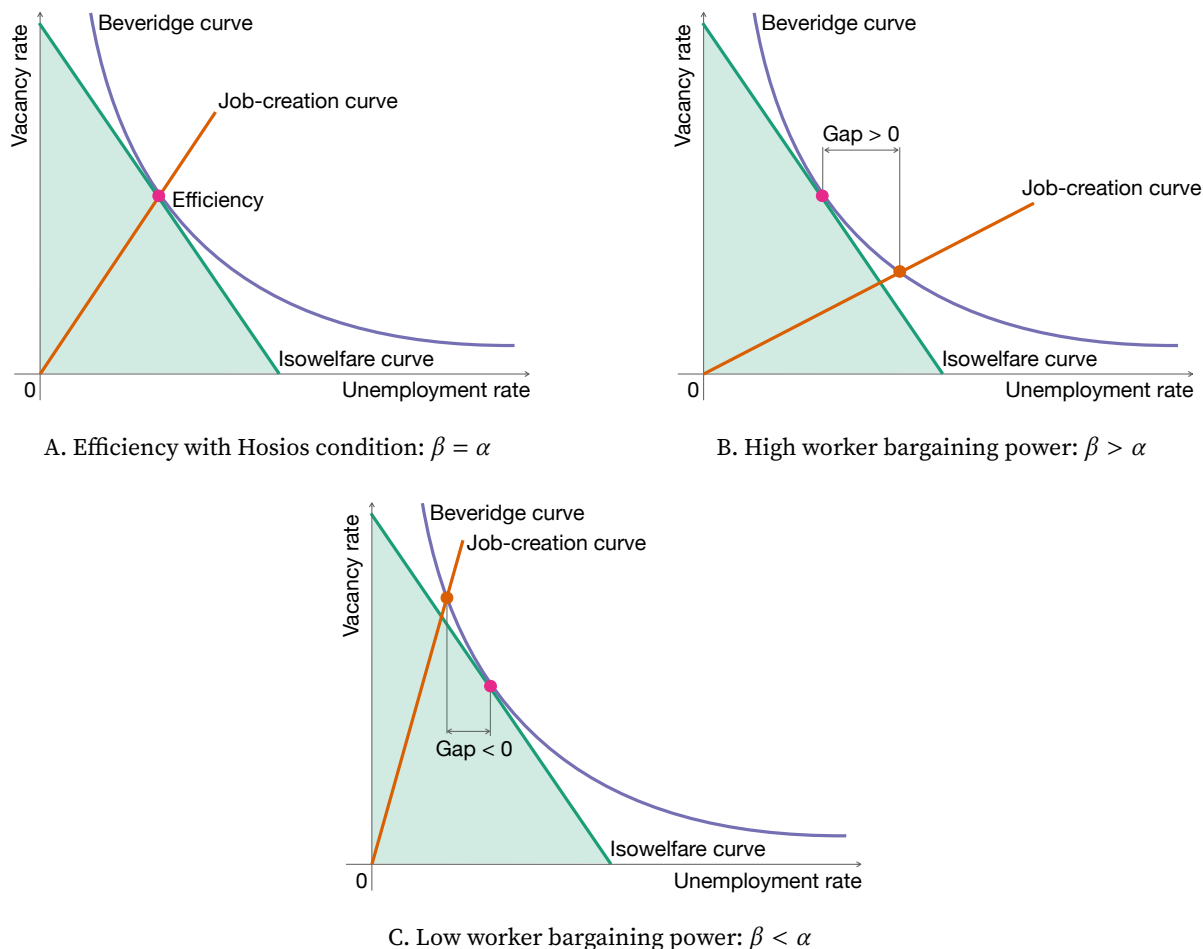 Beveridge curve
Vacancy rate
Job-creation curve
Efficiency
Isowelfare curve
0
Unemployment rate
A. Efficiency with Hosios condition: β = α
Beveridge curve
Vacancy rate
Gap > 0
Job-creation curve
Isowelfare curve
0
Unemployment rate
B. High worker bargaining power: β > α
Beveridge curve
Job-creation curve
Vacancy rate
Gap < 0
Isowelfare curve
0
Unemployment rate
C. Low worker bargaining power: β < α